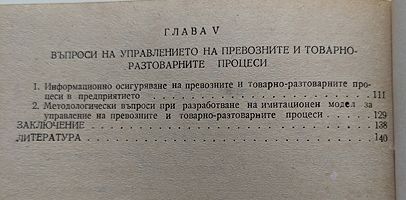 ГЛАВА V
ВЪПРОСИ НА УПРАВЛЕНИЕТО НА ПРЕВОЗНИТЕ И ТОВАРНО-
РАЗТОВАРНИТЕ ПРОЦЕСИ
1. Информационно осигуряване на превозните и товарно-разтоварните про-
цеси в предприятието . . . . . . . . . . . . . . . . . . . . 111
2. Методологически въпроси при разработване на имитационен модел за
управление на превозните и товарно-разтоварните процеси . . . . . 129
ЗАКЛЮЧЕНИЕ . . . . . . . . . . . . . . . . . . . . . . . . . 138
ЛИТЕРАТУРА . . . . . . . . . . . . . . . . . . . . . . . . . 140